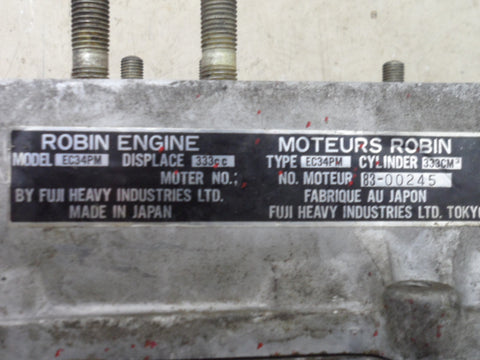 ROBIN ENGINE
MODEL EC34PM DISPLACE 333cc
MOTER NO.;
BY FUJI HEAVY INDUSTRIES LTD.
MADE IN JAPAN
MOTEURS ROBIN
TYPE EC34PM CYLINDER 333CM³
NO. MOTEUR 83-00245
FABRIQUE AU JAPON
FUJI HEAVY INDUSTRIES LTD. TOKYO